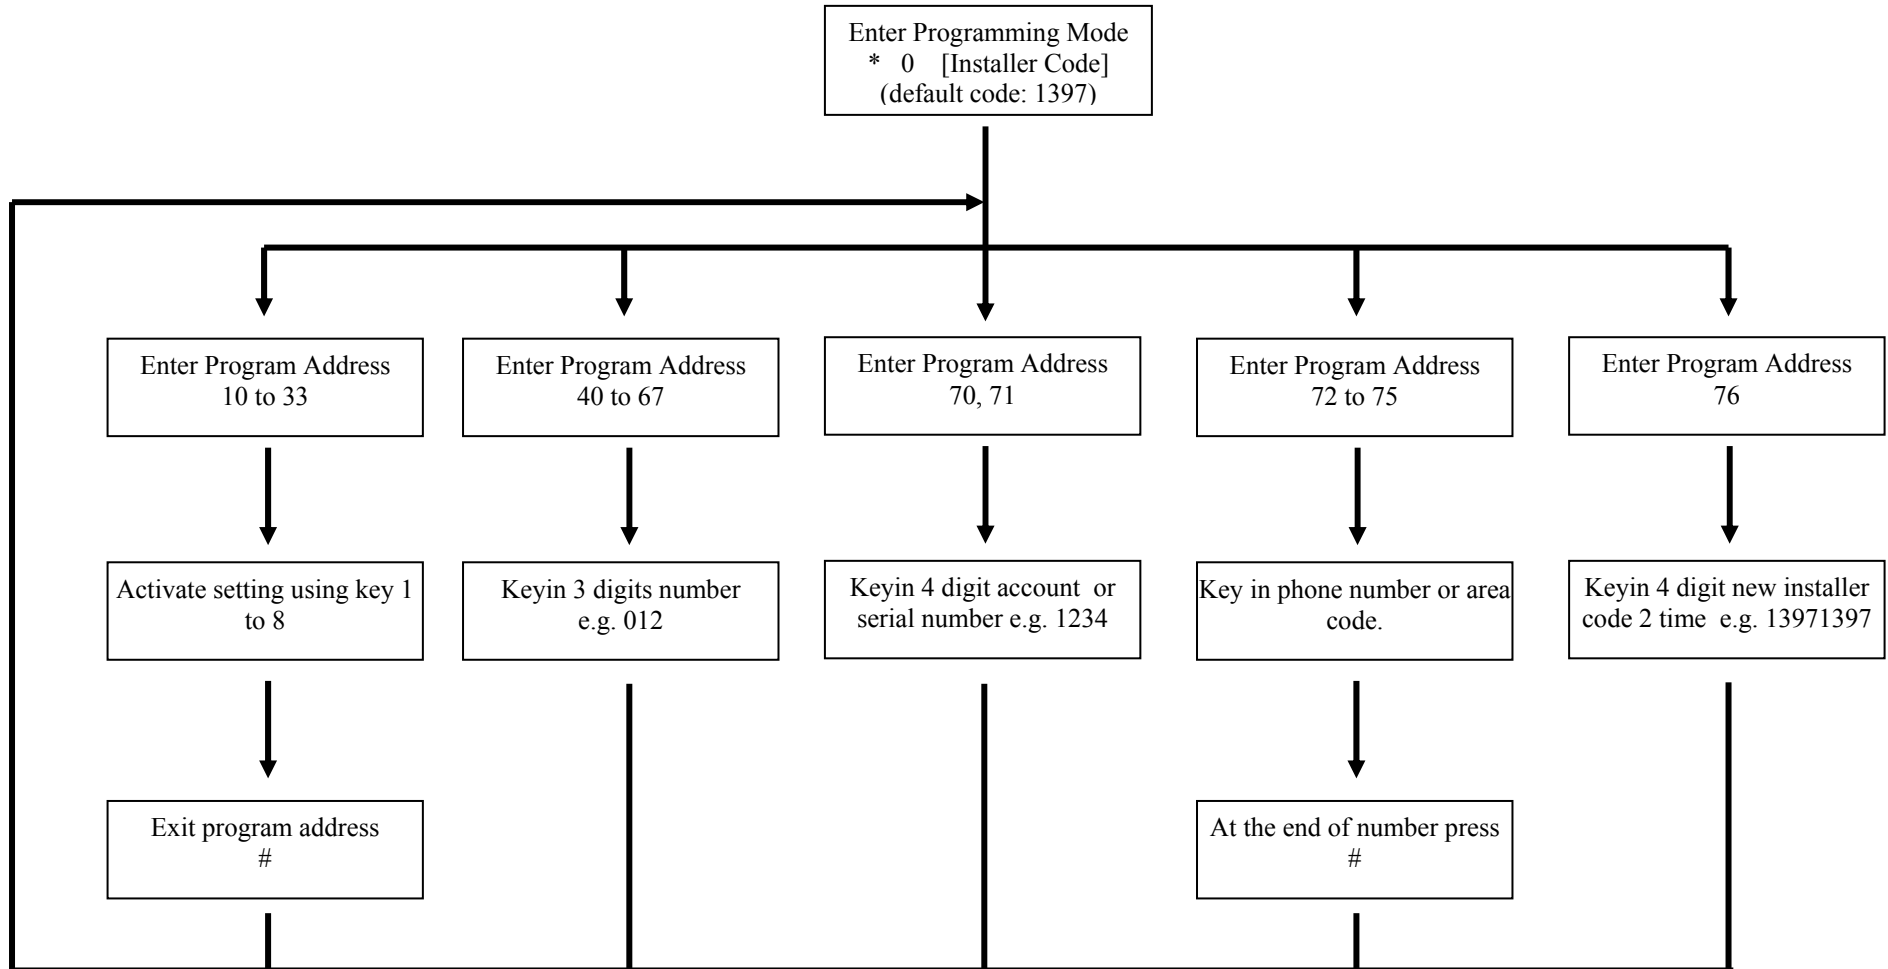 Enter Programming Mode
* 0 [Installer Code]
(default code: 1397)
Enter Program Address
10 to 33
Enter Program Address
40 to 67
Enter Program Address
70, 71
Enter Program Address
72 to 75
Enter Program Address
76
Activate setting using key 1
to 8
Keyin 3 digits number
e.g. 012
Keyin 4 digit account or
serial number e.g. 1234
Key in phone number or area
code.
Keyin 4 digit new installer
code 2 time e.g. 13971397
Exit program address
#
At the end of number press
#